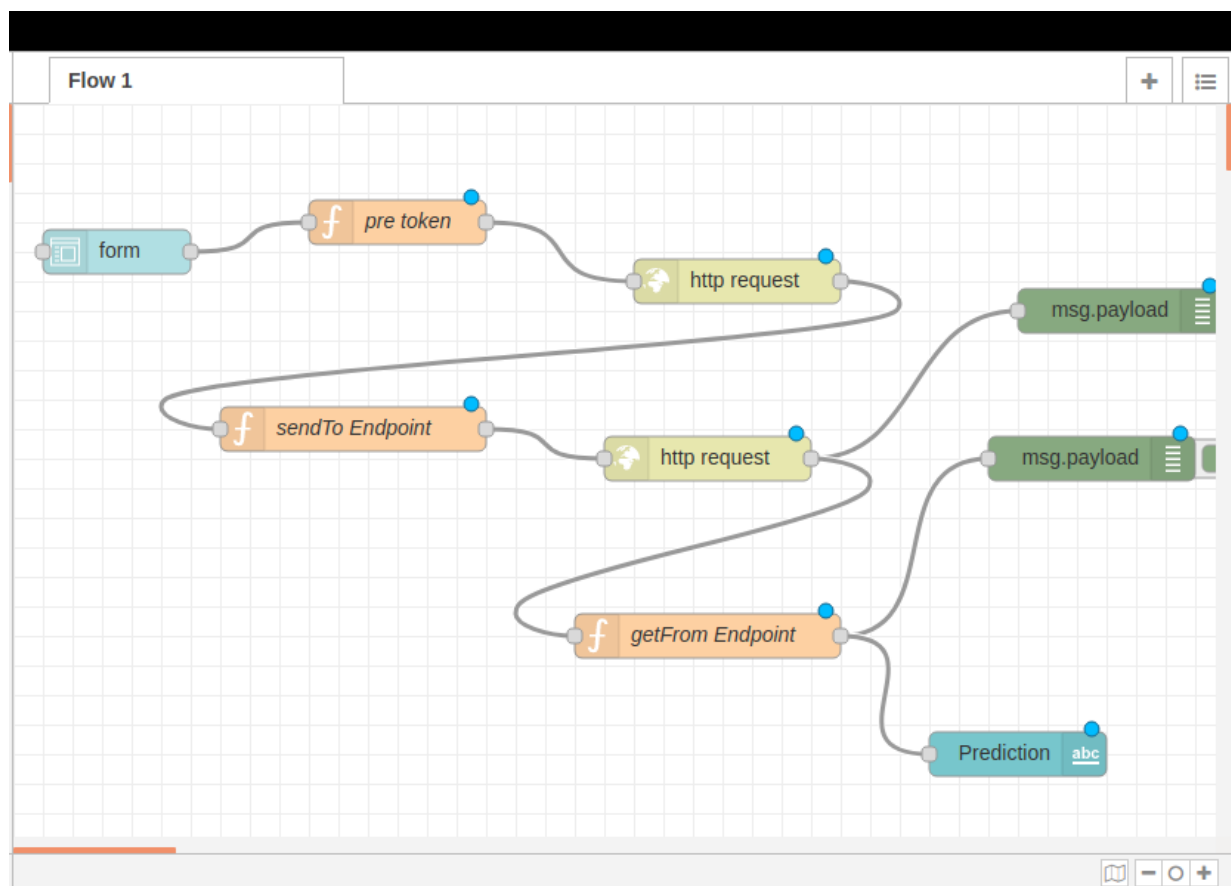 Flow 1
pre token
form
http request
msg.payload
sendTo Endpoint
http request
msg.payload
getFrom Endpoint
Prediction
abc